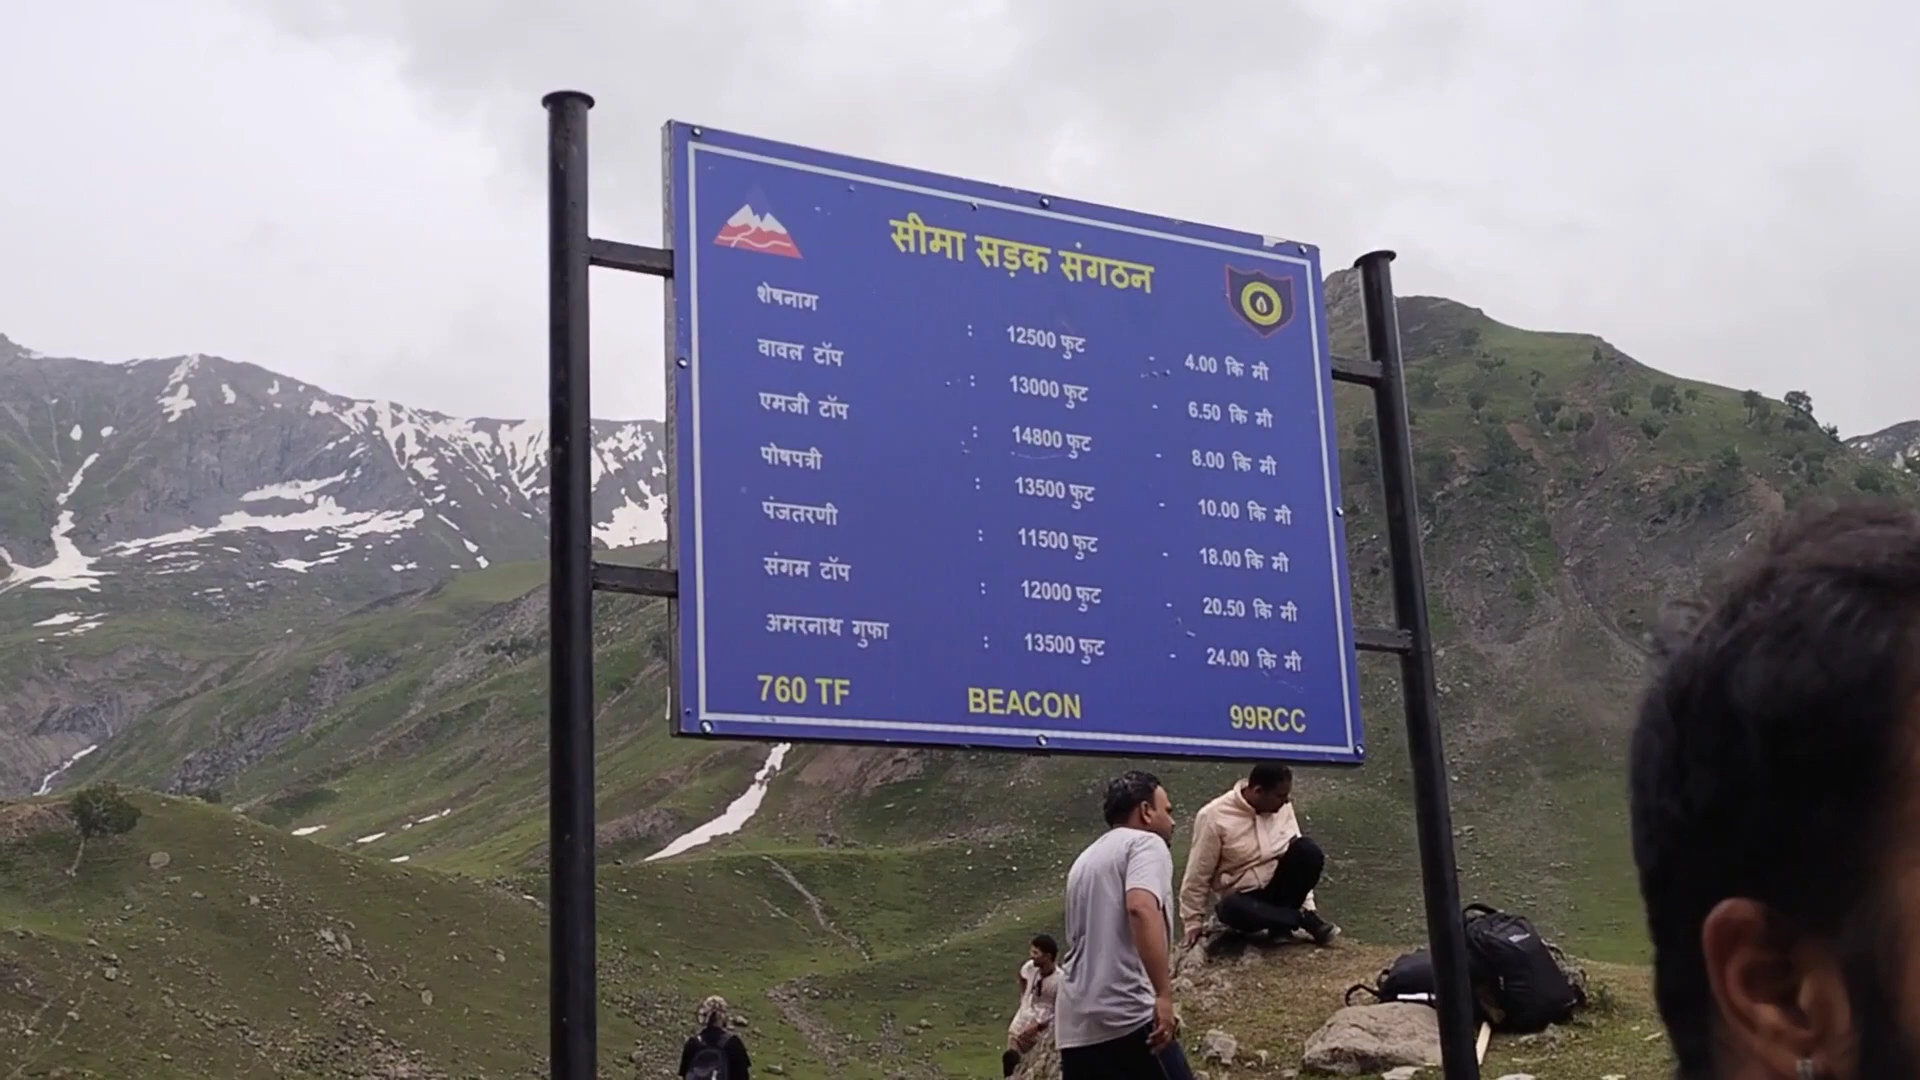 सीमा सड़क संगठन
शेषनाग : 12500 फुट - 4.00 कि मी
वावल टॉप : 13000 फुट - 6.50 कि मी
एमजी टॉप : 14800 फुट - 8.00 कि मी
पोषपत्री : 13500 फुट - 10.00 कि मी
पंजतरणी : 11500 फुट - 18.00 कि मी
संगम टॉप : 12000 फुट - 20.50 कि मी
अमरनाथ गुफा : 13500 फुट - 24.00 कि मी
760 TF BEACON 99RCC